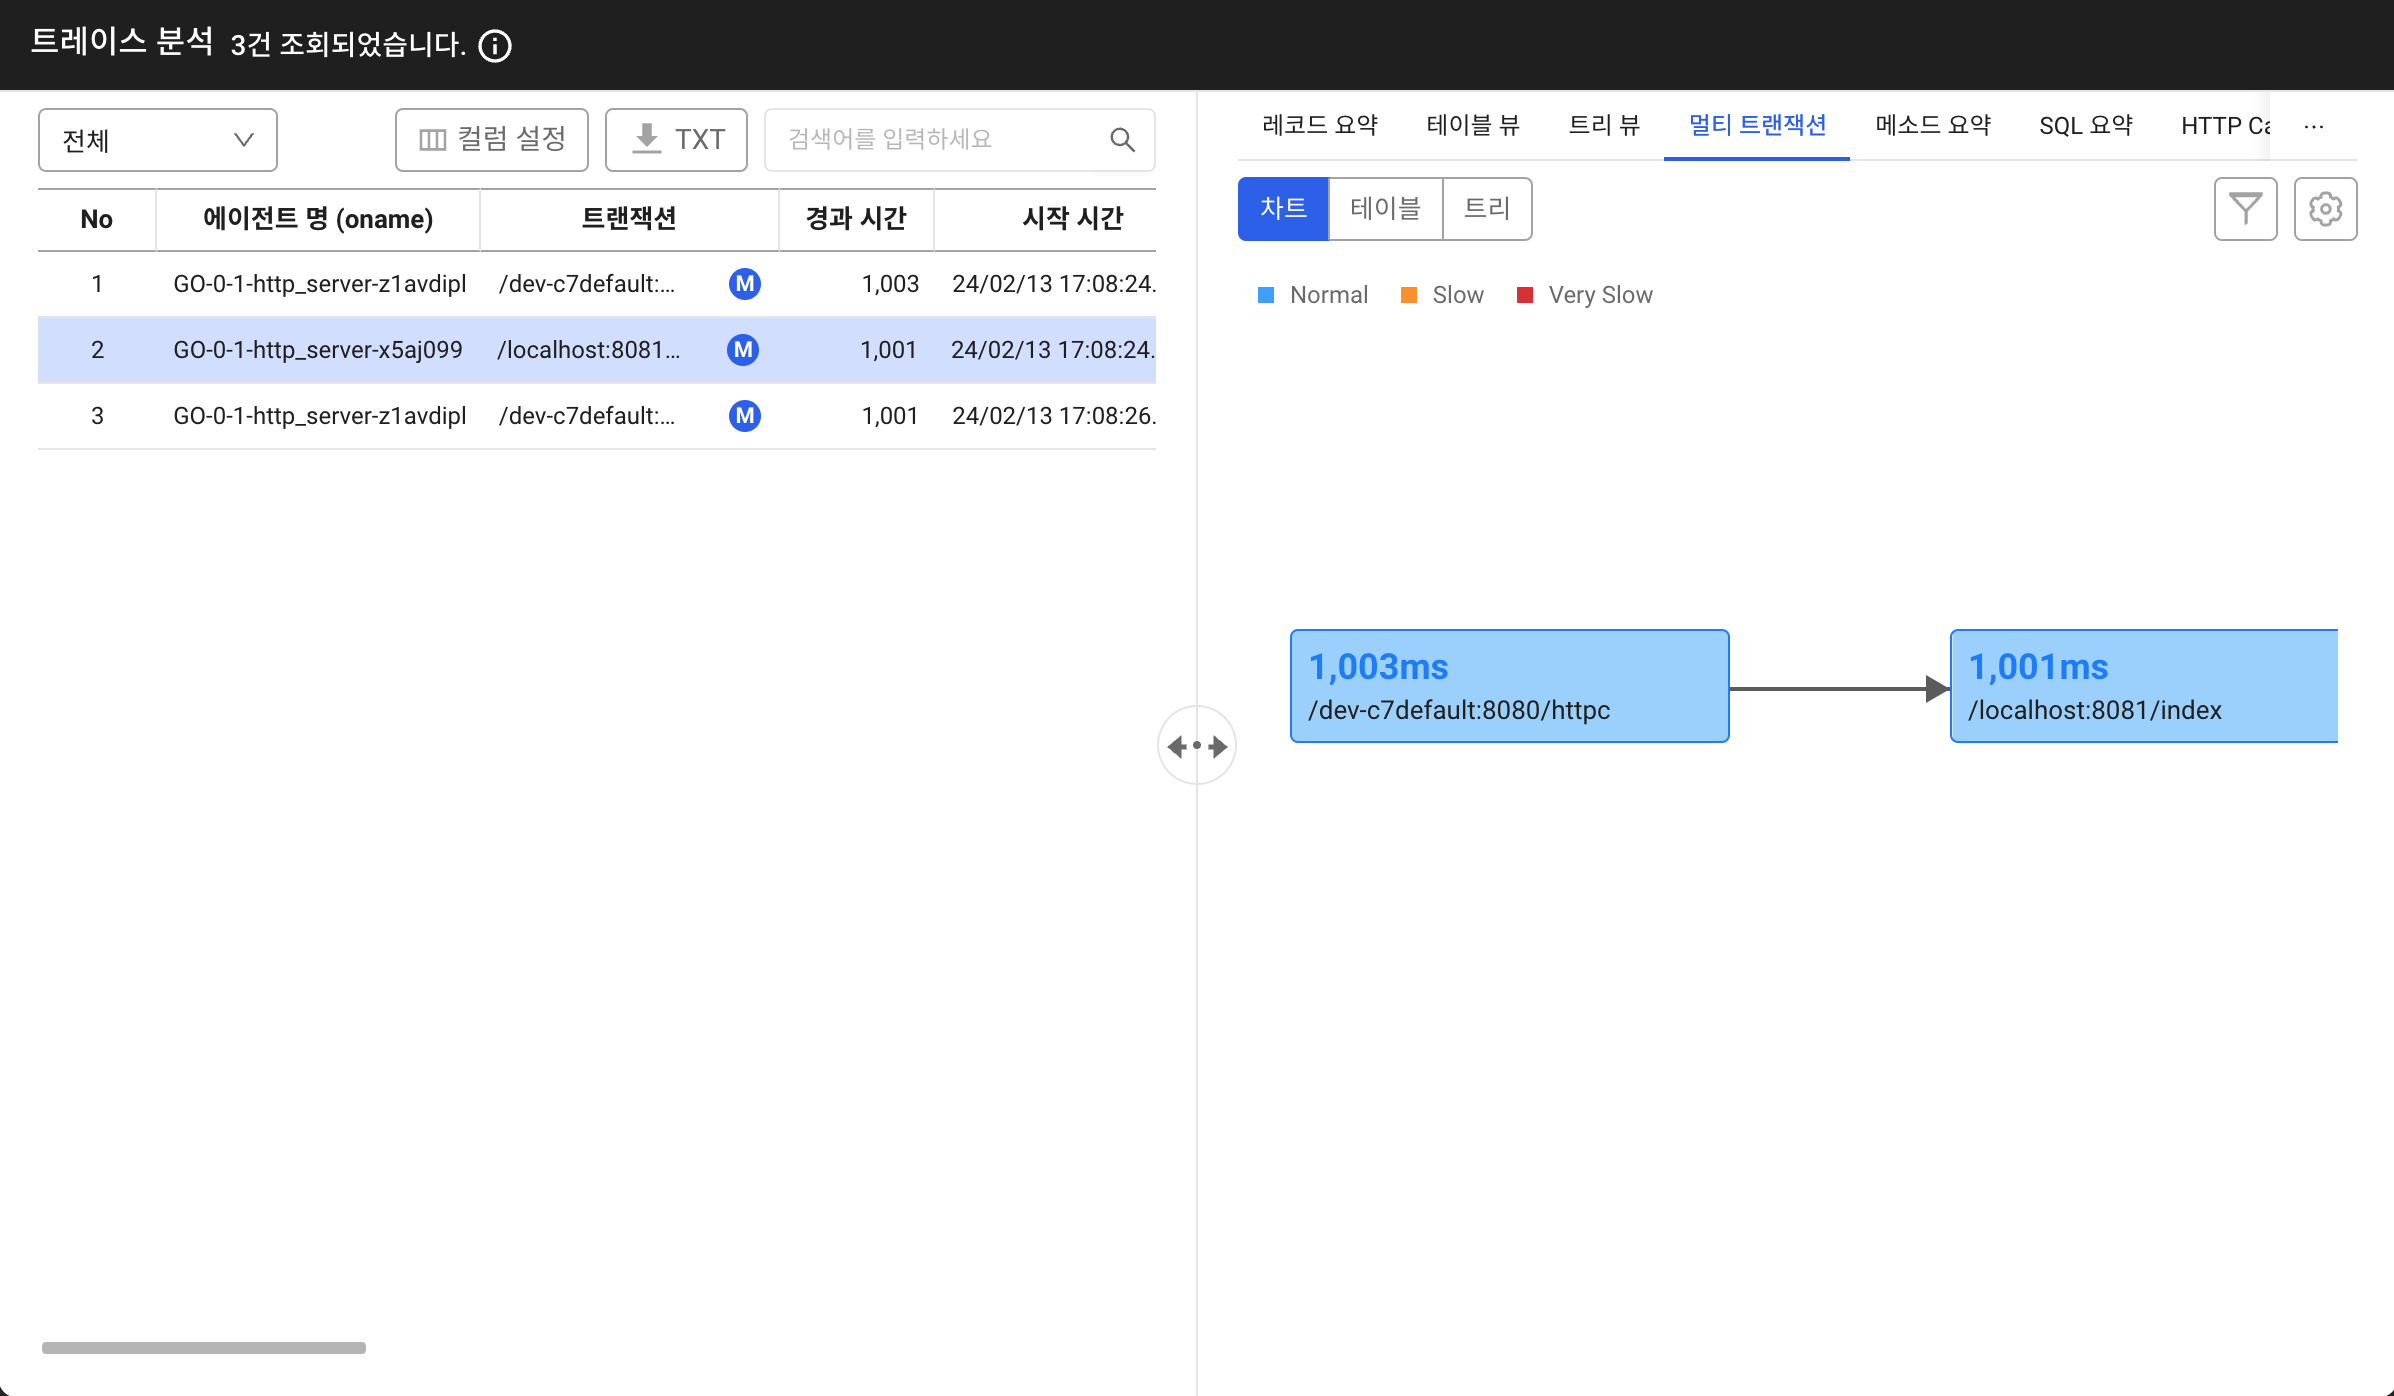 트레이스 분석 3건 조회되었습니다.
전체
컬럼 설정
TXT
검색어를 입력하세요
No 에이전트 명 (oname) 트랜잭션 경과 시간 시작 시간
1 GO-0-1-http_server-z1avdipl /dev-c7default:... M 1,003 24/02/13 17:08:24.
2 GO-0-1-http_server-x5aj099 /localhost:8081... M 1,001 24/02/13 17:08:24.
3 GO-0-1-http_server-z1avdipl /dev-c7default:... M 1,001 24/02/13 17:08:26.
레코드 요약 테이블 뷰 트리 뷰 멀티 트랜잭션 메소드 요약 SQL 요약 HTTP Ca ...
차트 테이블 트리
Normal Slow Very Slow
1,003ms
/dev-c7default:8080/httpc
1,001ms
/localhost:8081/index